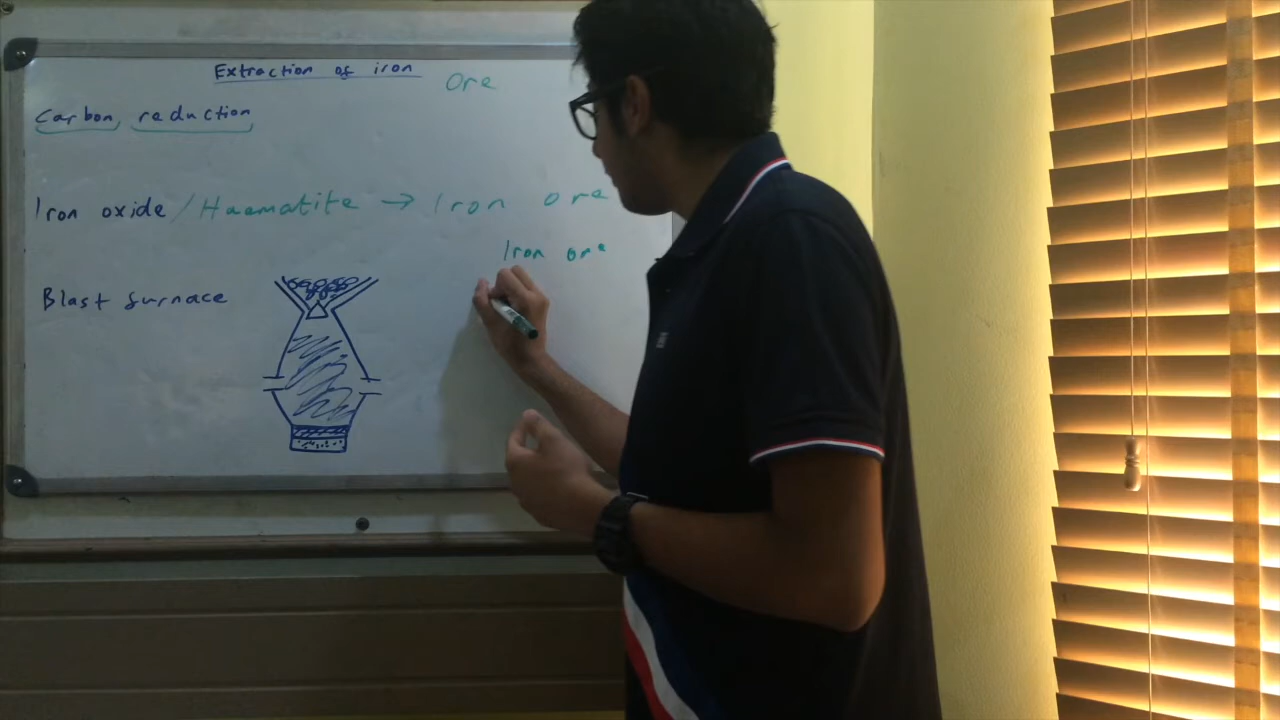 Extraction of iron
Ore
Carbon reduction
Iron oxide/Haematite → Iron ore
Iron ore
Blast furnace